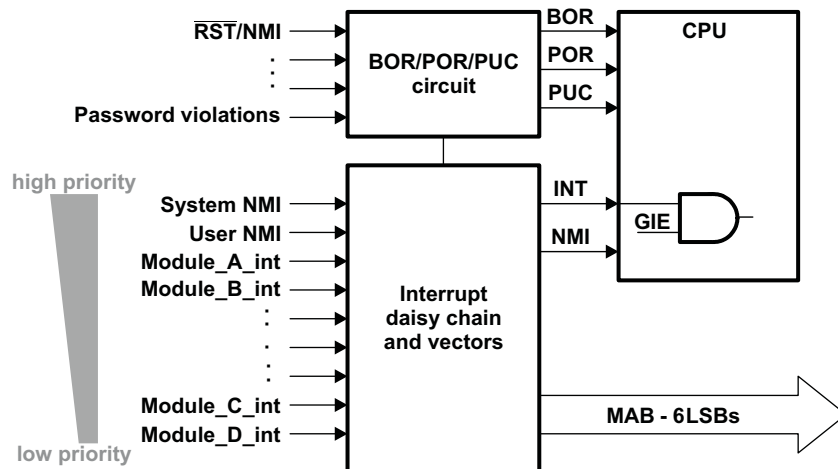 RST/NMI
.
.
.
Password violations
BOR/POR/PUC
circuit
BOR
POR
PUC
CPU
high priority
System NMI
User NMI
Module_A_int
Module_B_int
.
.
.
Module_C_int
Module_D_int
low priority
Interrupt
daisy chain
and vectors
INT
GIE
NMI
MAB - 6LSBs